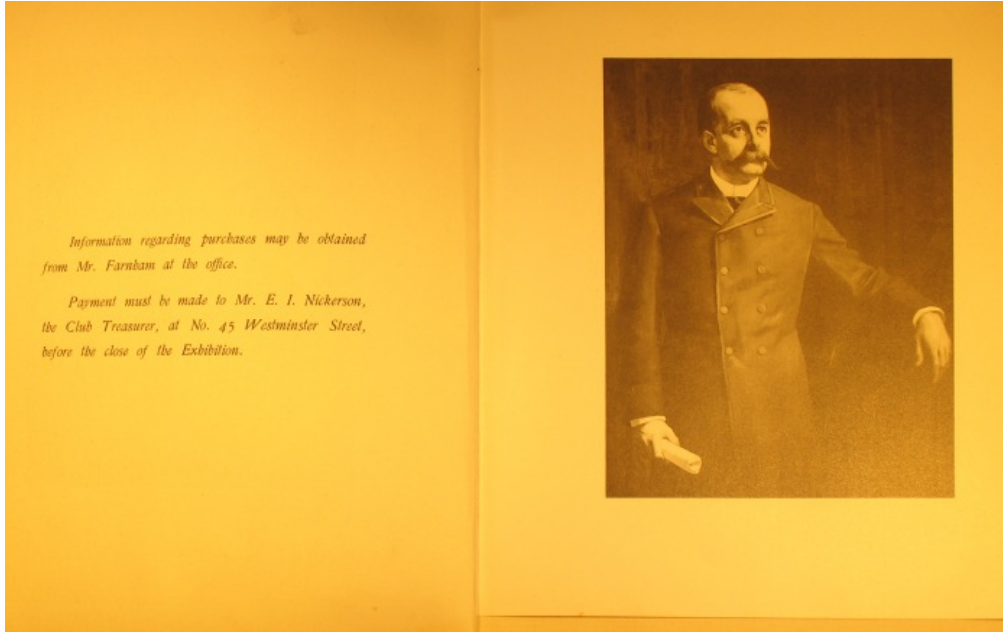 Information regarding purchases may be obtained
from Mr. Farnham at the office.
Payment must be made to Mr. E. I. Nickerson,
the Club Treasurer, at No. 45 Westminster Street,
before the close of the Exhibition.